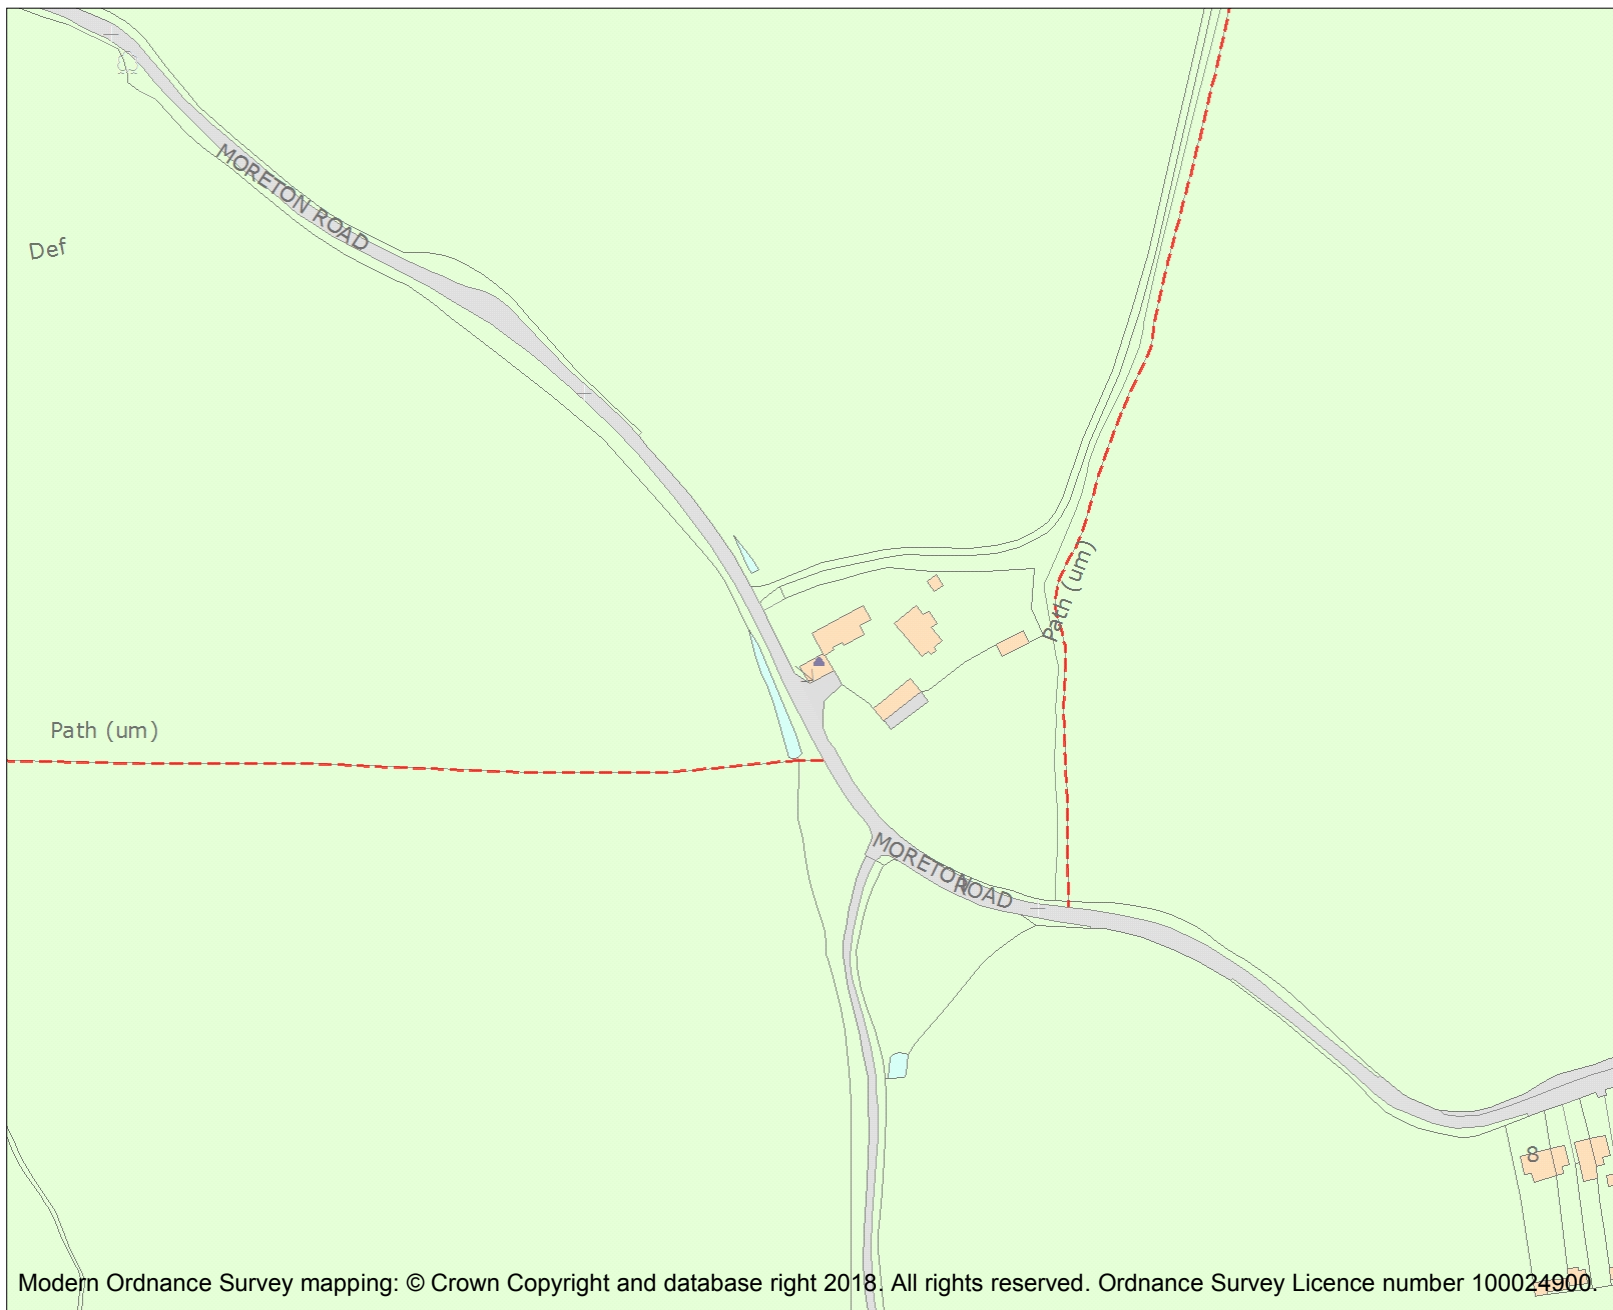 MORETON ROAD
Def
Path (um)
Path (um)
MORETON ROAD
8
Modern Ordnance Survey mapping: © Crown Copyright and database right 2018. All rights reserved. Ordnance Survey Licence number 100024900.